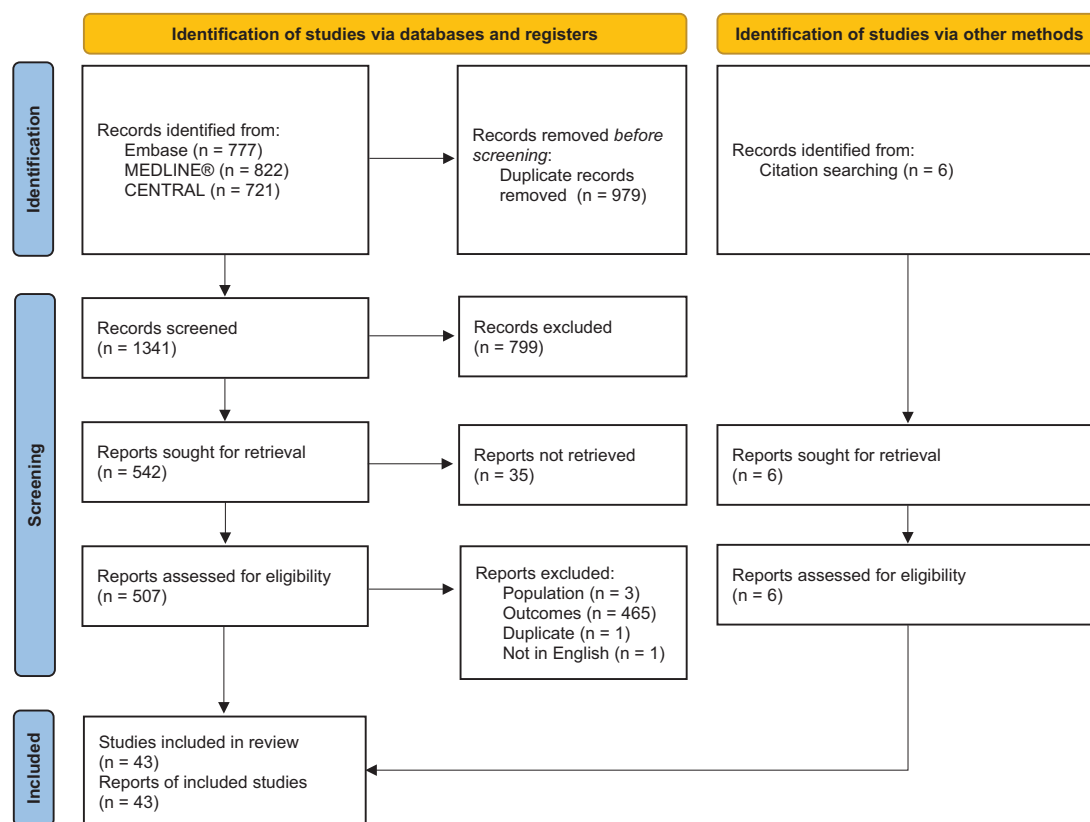 Identification of studies via databases and registers
Identification of studies via other methods
Identification
Records identified from:
Embase (n = 777)
MEDLINE® (n = 822)
CENTRAL (n = 721)
Records removed before
screening:
Duplicate records
removed (n = 979)
Records identified from:
Citation searching (n = 6)
Screening
Records screened
(n = 1341)
Records excluded
(n = 799)
Reports sought for retrieval
(n = 542)
Reports not retrieved
(n = 35)
Reports sought for retrieval
(n = 6)
Reports assessed for eligibility
(n = 507)
Reports excluded:
Population (n = 3)
Outcomes (n = 465)
Duplicate (n = 1)
Not in English (n = 1)
Reports assessed for eligibility
(n = 6)
Included
Studies included in review
(n = 43)
Reports of included studies
(n = 43)